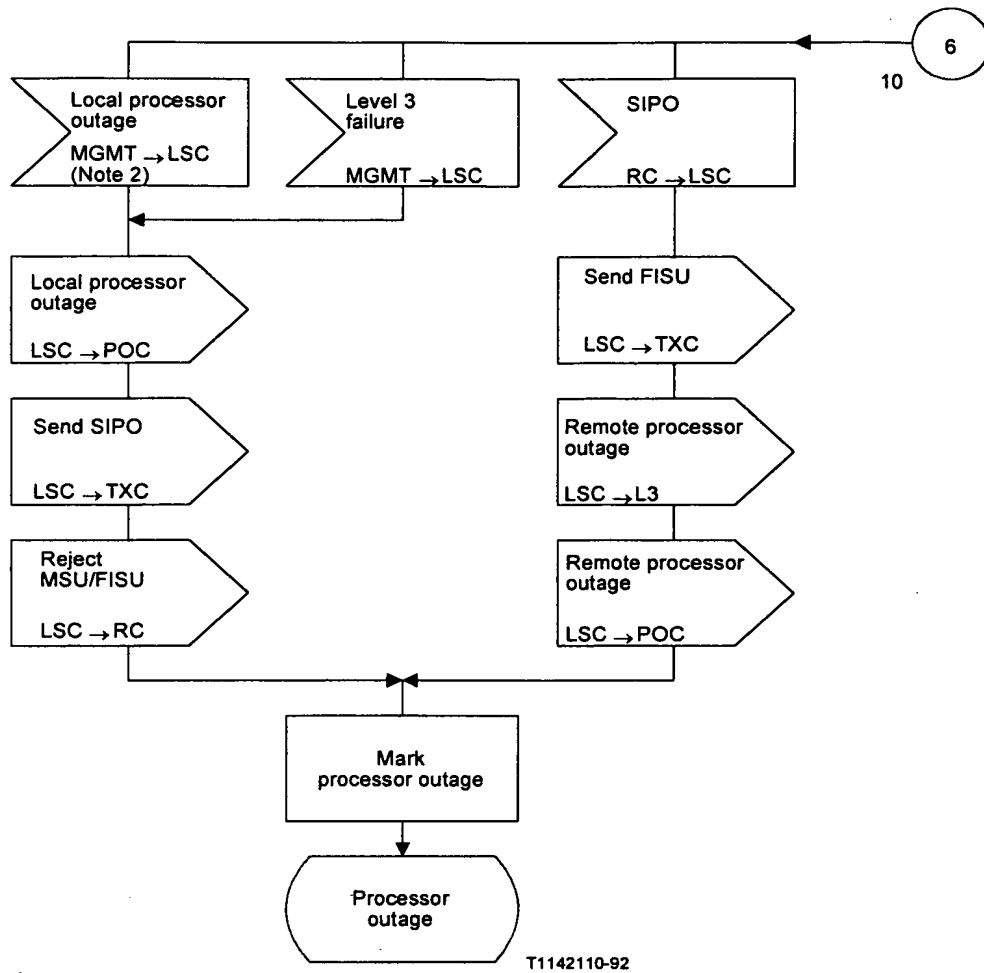 6
10
Local processor
outage
MGMT → LSC
(Note 2)
Level 3
failure
MGMT → LSC
SIPO
RC → LSC
Local processor
outage
LSC → POC
Send FISU
LSC → TXC
Send SIPO
LSC → TXC
Remote processor
outage
LSC → L3
Reject
MSU/FISU
LSC → RC
Remote processor
outage
LSC → POC
Mark
processor outage
Processor
outage
T1142110-92